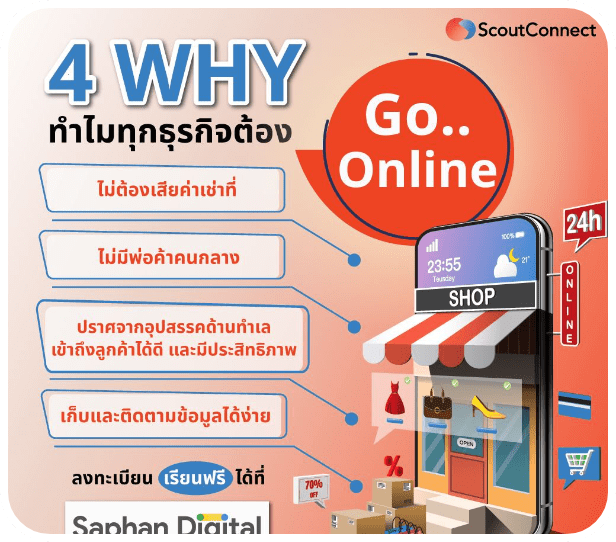 ScoutConnect
4 WHY
ทำไมทุกธุรกิจต้อง
Go..
Online
ไม่ต้องเสียค่าเช่าที่
ไม่มีพ่อค้าคนกลาง
ปราศจากอุปสรรคด้านทำเล
เข้าถึงลูกค้าได้ดี และมีประสิทธิภาพ
เก็บและติดตามข้อมูลได้ง่าย
ลงทะเบียน เรียนฟรี ได้ที่
Saphan Digital
24h
ONLINE
100%
23:55
Tuesday
21°
SHOP
OPEN
%
70%
OFF